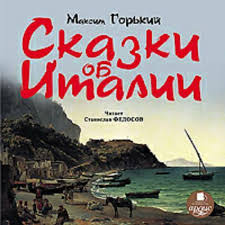 Максим Горький
Сказки
об
Италии
Читает
Станислав ФЕДОСОВ
ардис